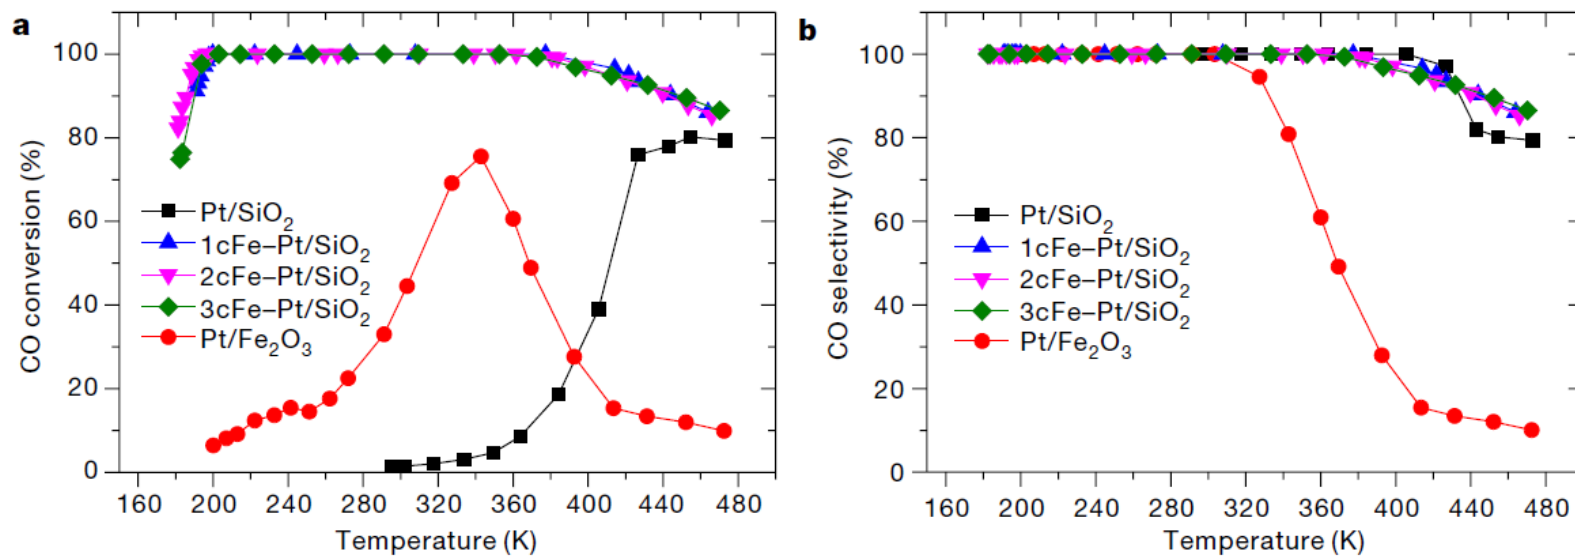 a
CO conversion (%)
100
80
60
40
20
0
Pt/SiO₂
1cFe–Pt/SiO₂
2cFe–Pt/SiO₂
3cFe–Pt/SiO₂
Pt/Fe₂O₃
160 200 240 280 320 360 400 440 480
Temperature (K)
b
CO selectivity (%)
100
80
60
40
20
0
Pt/SiO₂
1cFe–Pt/SiO₂
2cFe–Pt/SiO₂
3cFe–Pt/SiO₂
Pt/Fe₂O₃
160 200 240 280 320 360 400 440 480
Temperature (K)